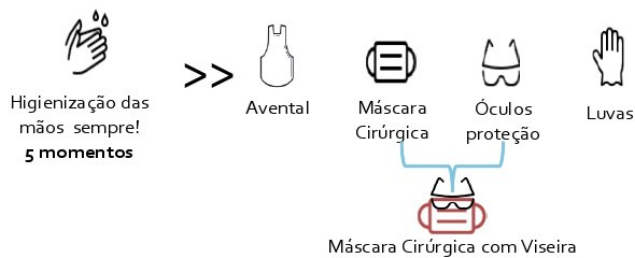 Higienização das
mãos sempre!
5 momentos
>>
Avental
Máscara
Cirúrgica
Óculos
proteção
Luvas
Máscara Cirúrgica com Viseira